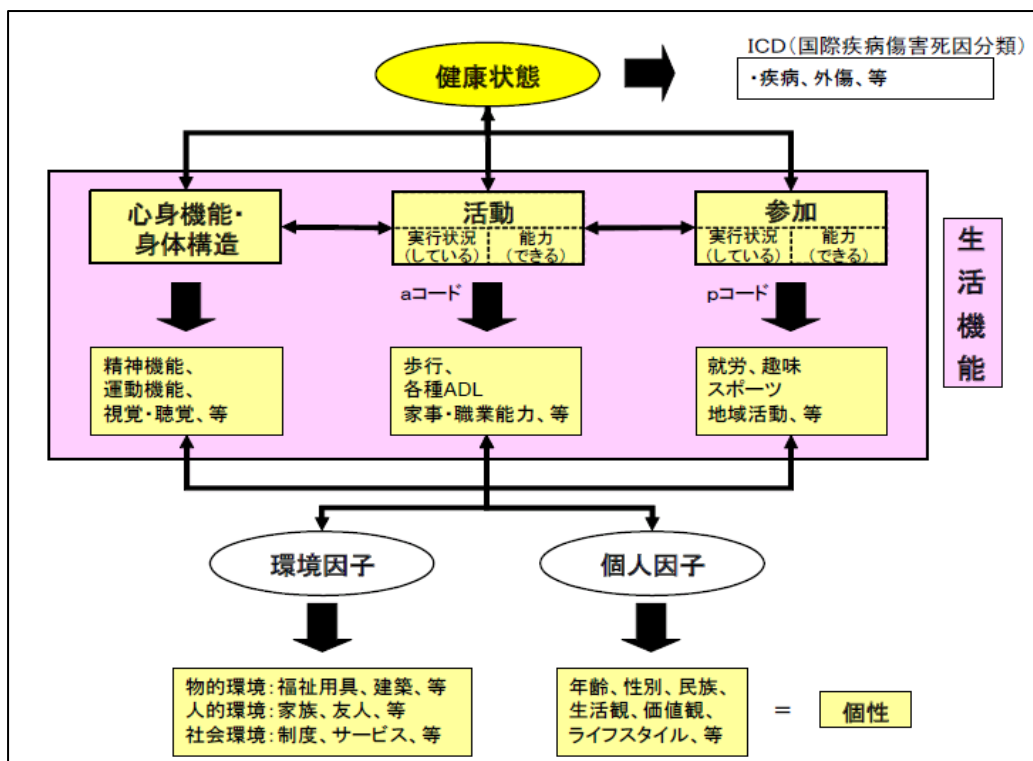 ICD(国際疾病傷害死因分類)
・疾病、外傷、等
健康状態
心身機能・
身体構造
活動
実行状況
(している)
能力
(できる)
参加
実行状況
(している)
能力
(できる)
生活機能
aコード
pコード
精神機能、
運動機能、
視覚・聴覚、等
歩行、
各種ADL
家事・職業能力、等
就労、趣味
スポーツ
地域活動、等
環境因子
個人因子
物的環境:福祉用具、建築、等
人的環境:家族、友人、等
社会環境:制度、サービス、等
年齢、性別、民族、
生活観、価値観、
ライフスタイル、等
=
個性